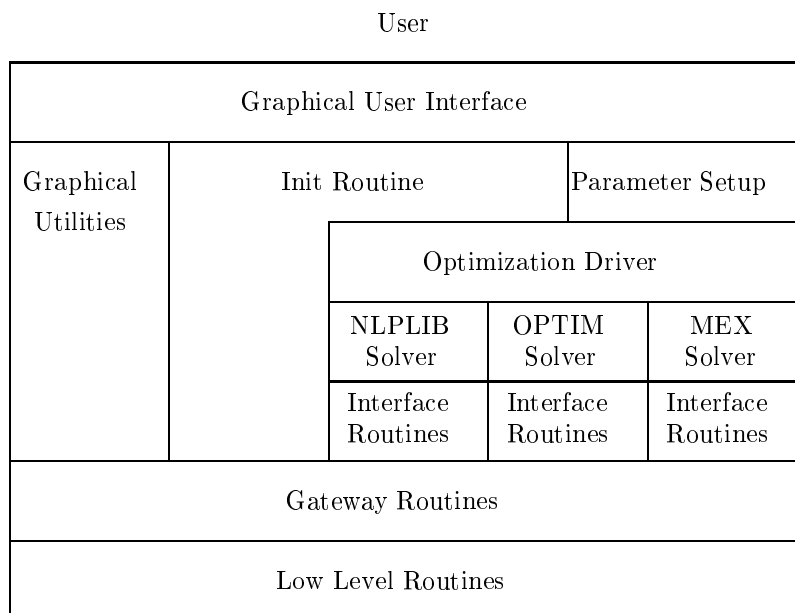 User
Graphical User Interface
Graphical
Utilities
Init Routine
Parameter Setup
Optimization Driver
NLPLIB
Solver
OPTIM
Solver
MEX
Solver
Interface
Routines
Interface
Routines
Interface
Routines
Gateway Routines
Low Level Routines